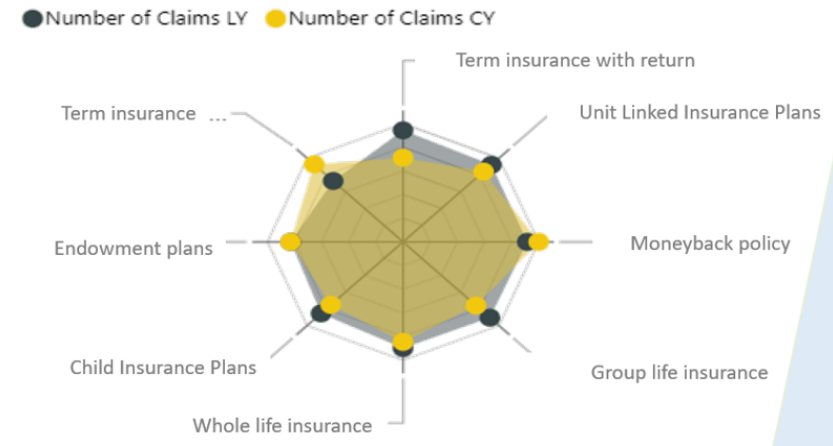 Number of Claims LY Number of Claims CY
Term insurance with return
Term insurance ...
Unit Linked Insurance Plans
Endowment plans
Moneyback policy
Child Insurance Plans
Group life insurance
Whole life insurance